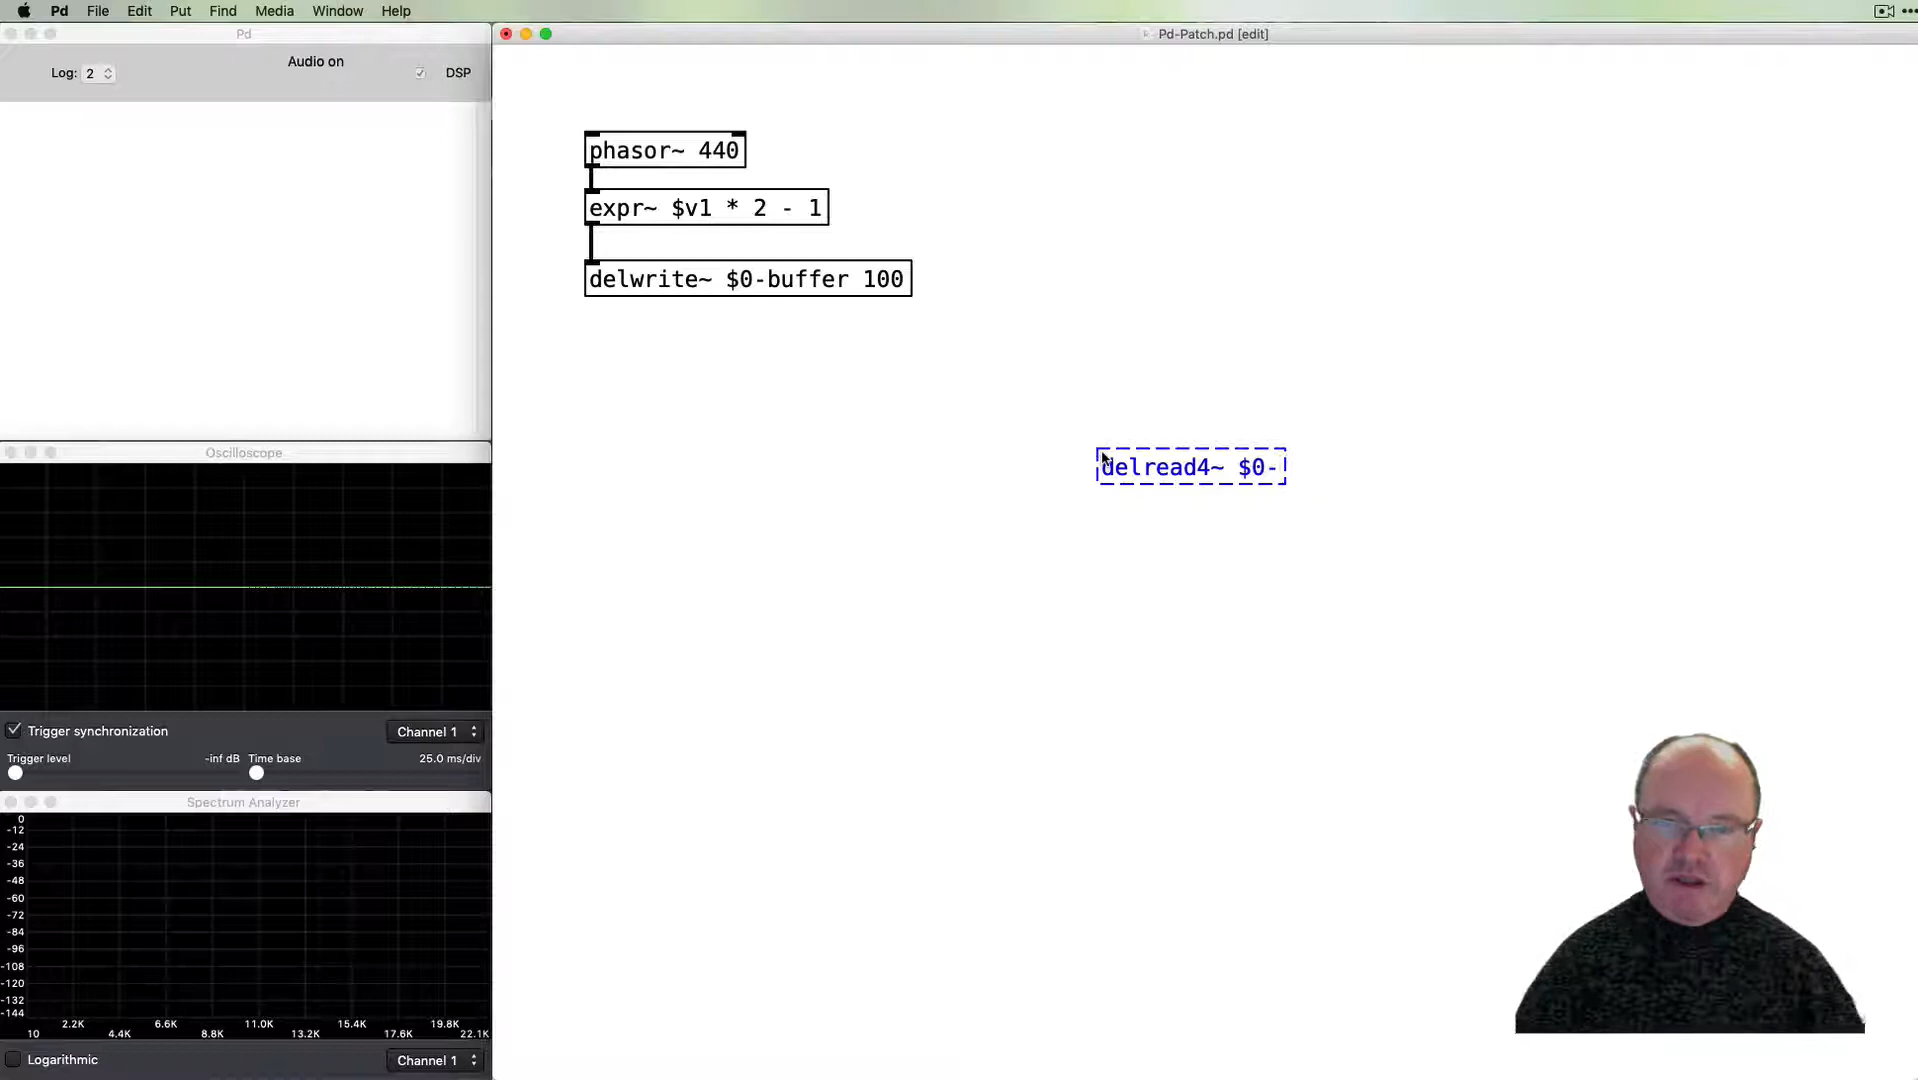 Pd File Edit Put Find Media Window Help
Pd
Pd-Patch.pd [edit]
Audio on
Log: 2
DSP
phasor~ 440
expr~ $v1 * 2 - 1
delwrite~ $0-buffer 100
delread4~ $0-
Oscilloscope
Trigger synchronization
Channel 1
Trigger level
-inf dB
Time base
25.0 ms/div
Spectrum Analyzer
0
-12
-24
-36
-48
-60
-72
-84
-96
-108
-120
-132
-144
2.2K 6.6K 11.0K 15.4K 19.8K
10 4.4K 8.8K 13.2K 17.6K 22.1K
Logarithmic
Channel 1